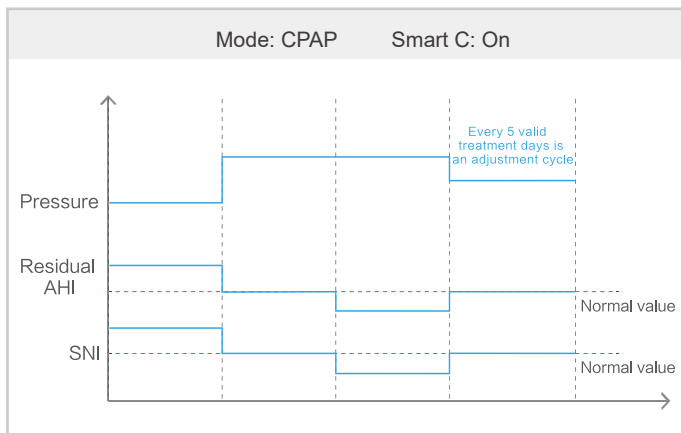 Mode: CPAP Smart C: On
Every 5 valid
treatment days is
an adjustment cycle
Pressure
Residual
AHI
Normal value
SNI
Normal value